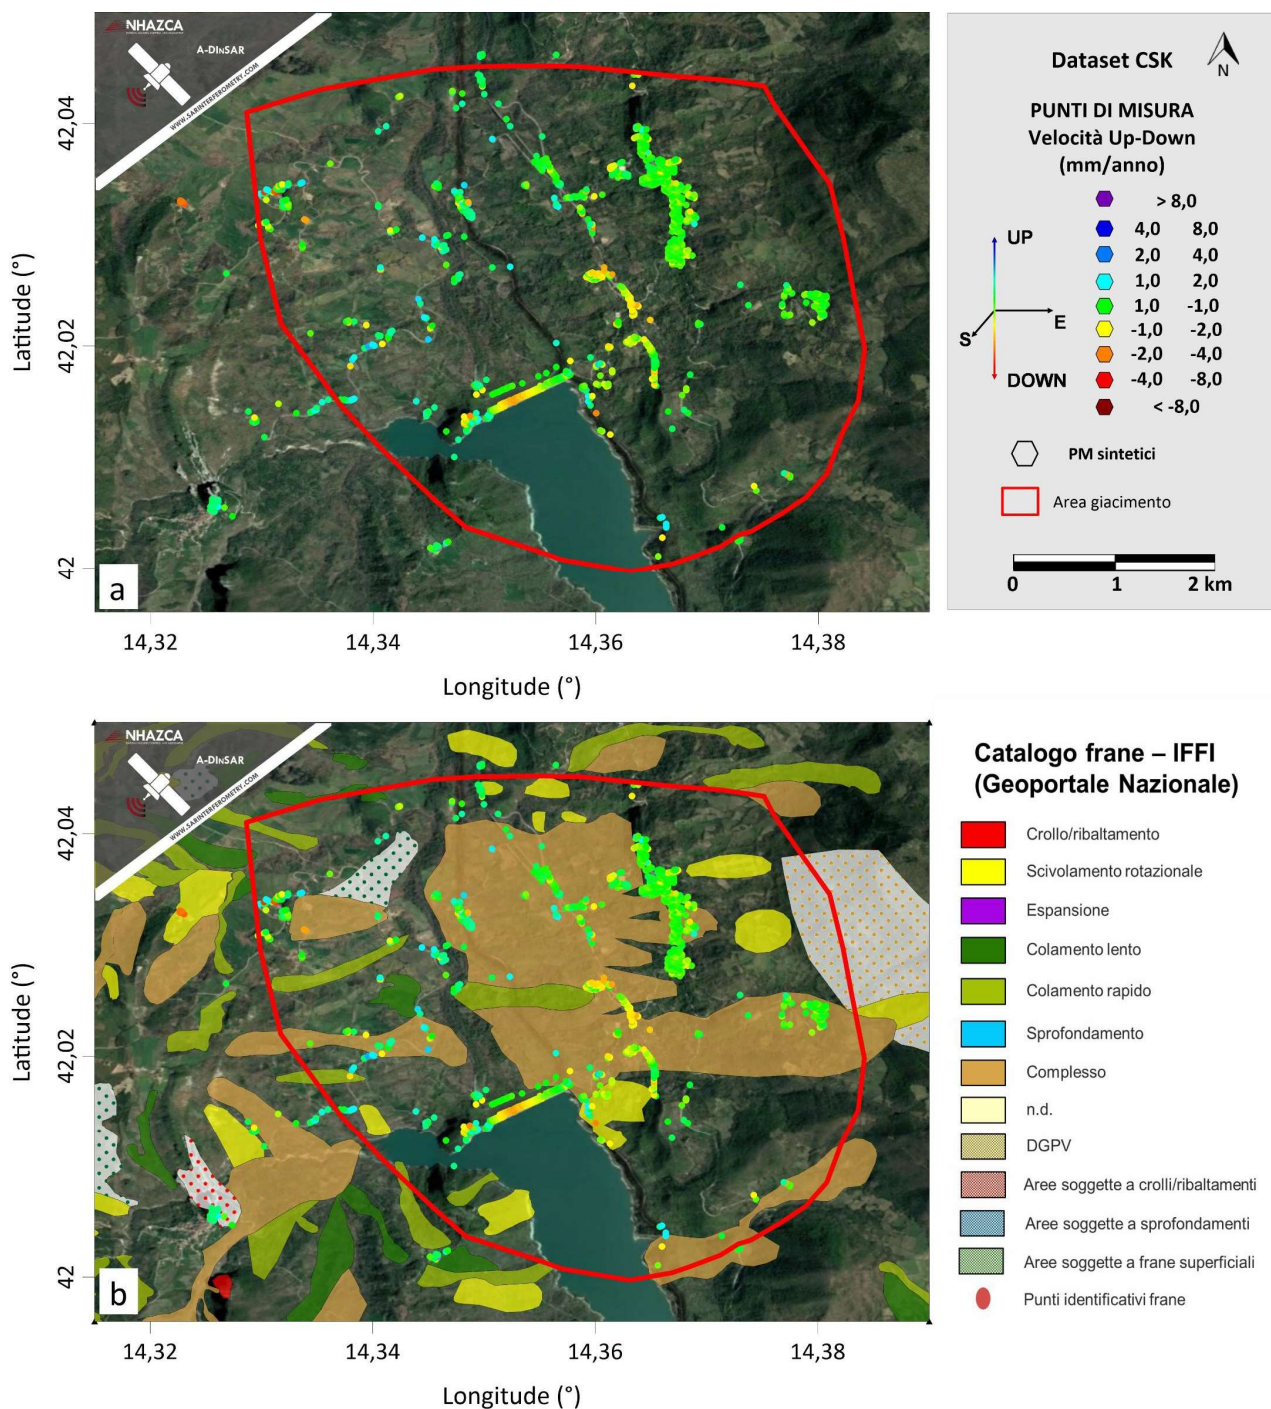 NHAZCA
A-DInSAR
WWW.SARINTERFEROMETRY.COM
42,04
42,02
42
Latitude (°)
a
14,32
14,34
14,36
14,38
Longitude (°)
Dataset CSK
N
PUNTI DI MISURA
Velocità Up-Down
(mm/anno)
> 8,0
4,0 8,0
2,0 4,0
1,0 2,0
1,0 -1,0
-1,0 -2,0
-2,0 -4,0
-4,0 -8,0
< -8,0
UP
E
S
DOWN
PM sintetici
Area giacimento
0 1 2 km
NHAZCA
A-DInSAR
WWW.SARINTERFEROMETRY.COM
42,04
42,02
42
Latitude (°)
b
14,32
14,34
14,36
14,38
Longitude (°)
Catalogo frane – IFFI
(Geoportale Nazionale)
Crollo/ribaltamento
Scivolamento rotazionale
Espansione
Colamento lento
Colamento rapido
Sprofondamento
Complesso
n.d.
DGPV
Aree soggette a crolli/ribaltamenti
Aree soggette a sprofondamenti
Aree soggette a frane superficiali
Punti identificativi frane